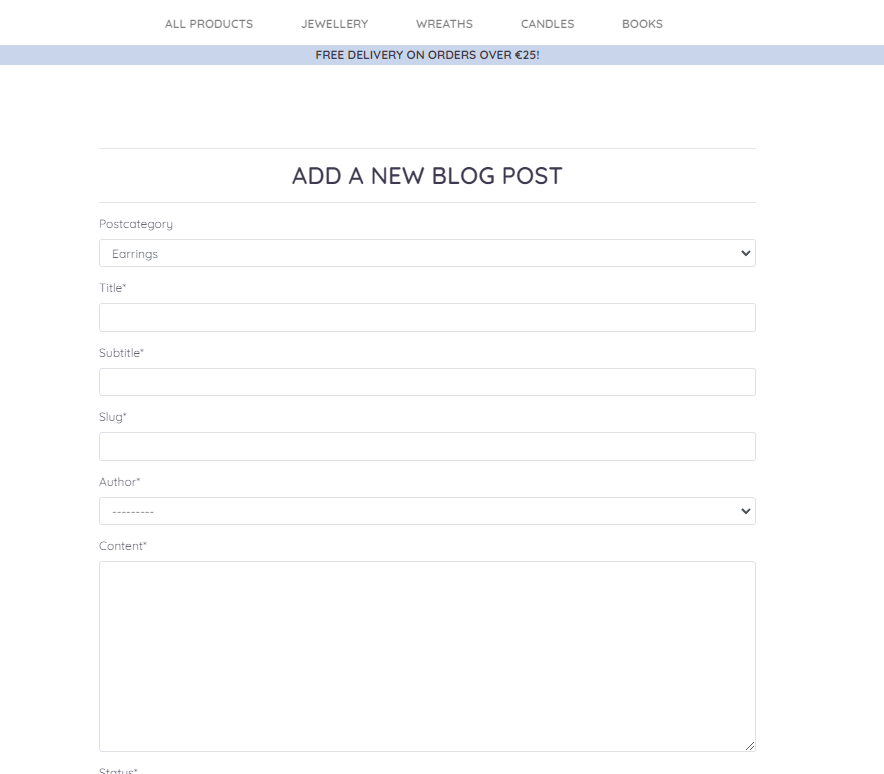 ALL PRODUCTS JEWELLERY WREATHS CANDLES BOOKS
FREE DELIVERY ON ORDERS OVER €25!
ADD A NEW BLOG POST
Postcategory
Earrings
Title*
Subtitle*
Slug*
Author*
---------
Content*
Status*